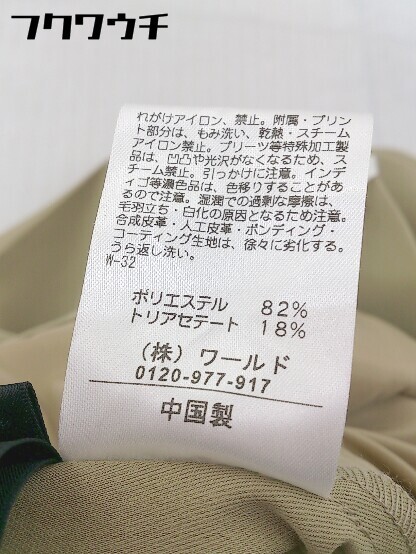 フクワウチ
れがけアイロン、禁止。附属・プリン
ト部分は、もみ洗い、乾熱・スチーム
アイロン禁止。プリーツ等特殊加工製
品は、凹凸や光沢がなくなるため、ス
チーム禁止。引っかけに注意。インデ
ィゴ等濃色品は、色移りすることがあ
るので注意。湿潤での過剰な摩擦は、
毛羽立ち・白化の原因となるため注意。
合成皮革・人工皮革・ボンディング・
コーティング生地は、徐々に劣化する。
うら返し洗い。
W-32
ポリエステル 82%
トリアセテート 18%
(株) ワールド
0120-977-917
中国製